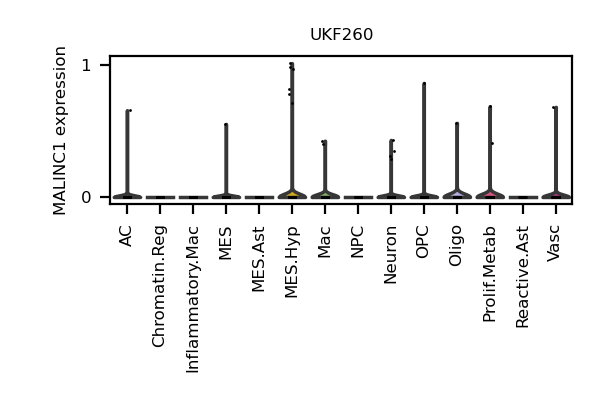 UKF260
MALINC1 expression
1
0
AC
Chromatin.Reg
Inflammatory.Mac
MES
MES.Ast
MES.Hyp
Mac
NPC
Neuron
OPC
Oligo
Prolif.Metab
Reactive.Ast
Vasc